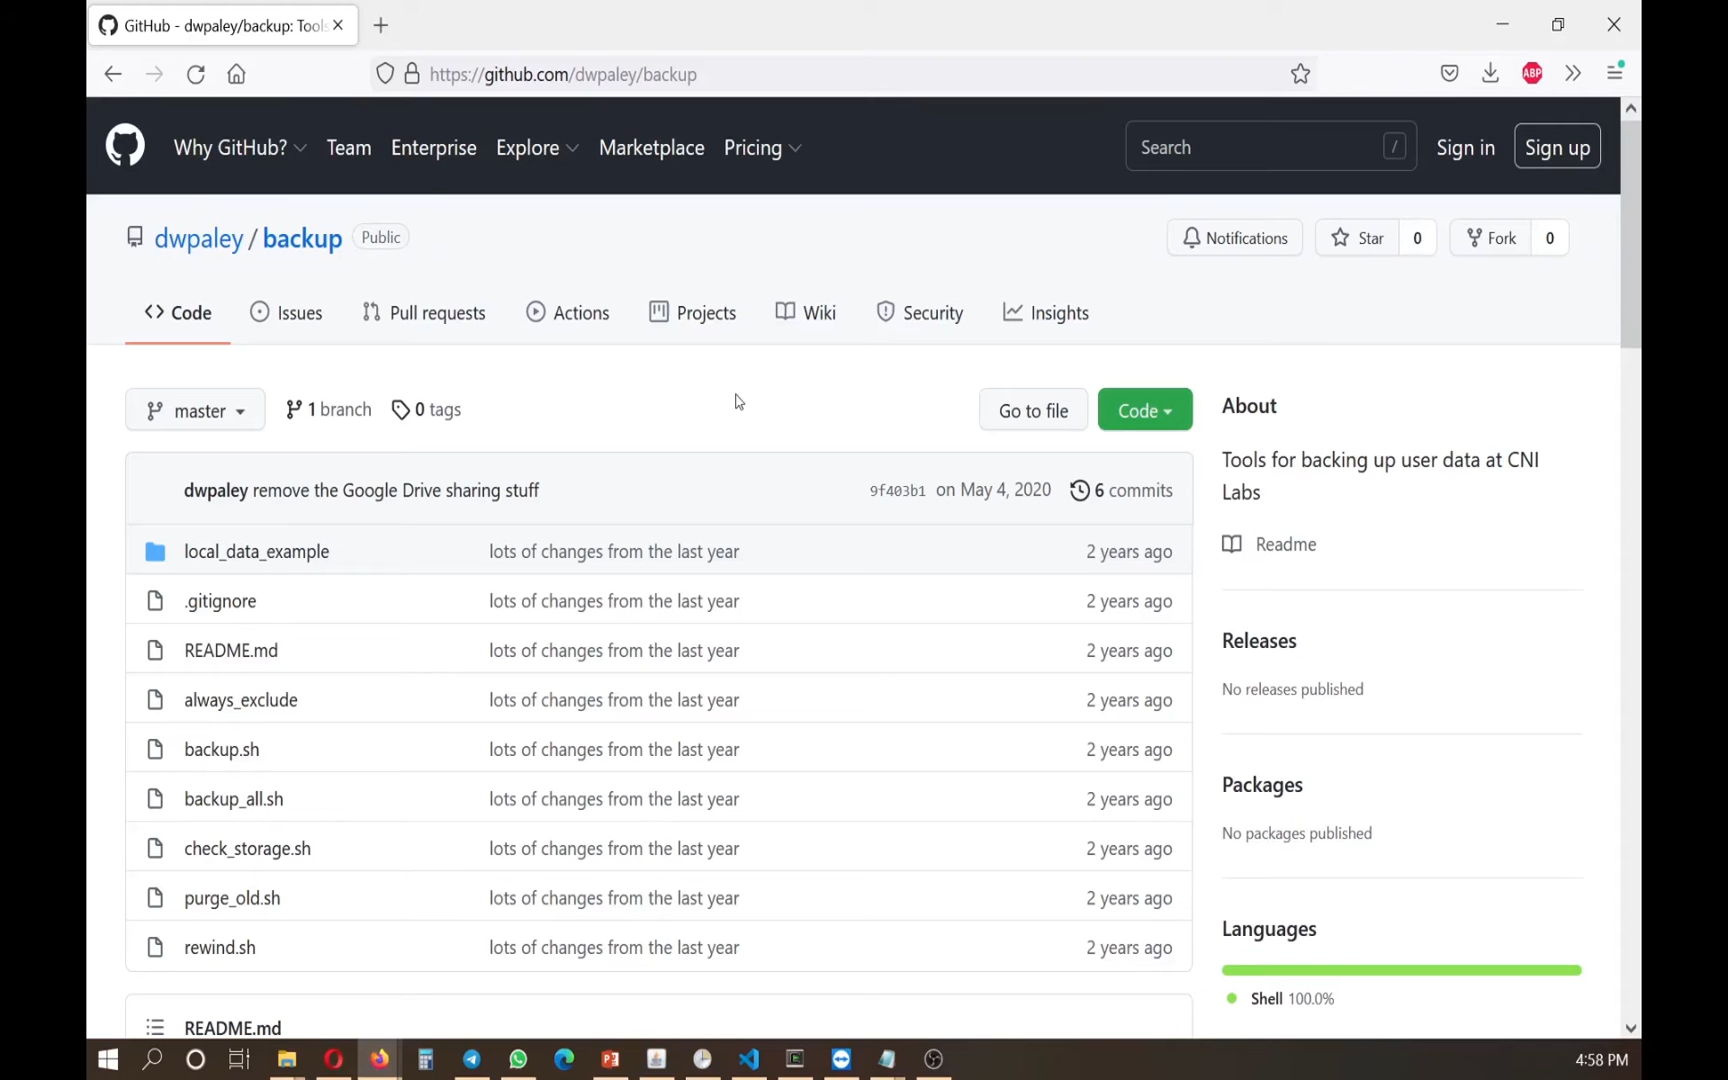 GitHub - dwpaley/backup: Tools
https://github.com/dwpaley/backup
ABP
Why GitHub? Team Enterprise Explore Marketplace Pricing Search / Sign in Sign up
dwpaley / backup Public Notifications Star 0 Fork 0
Code Issues Pull requests Actions Projects Wiki Security Insights
master 1 branch 0 tags Go to file Code
dwpaley remove the Google Drive sharing stuff 9f403b1 on May 4, 2020 6 commits
local_data_example lots of changes from the last year 2 years ago
.gitignore lots of changes from the last year 2 years ago
README.md lots of changes from the last year 2 years ago
always_exclude lots of changes from the last year 2 years ago
backup.sh lots of changes from the last year 2 years ago
backup_all.sh lots of changes from the last year 2 years ago
check_storage.sh lots of changes from the last year 2 years ago
purge_old.sh lots of changes from the last year 2 years ago
rewind.sh lots of changes from the last year 2 years ago
README.md
About
Tools for backing up user data at CNI
Labs
Readme
Releases
No releases published
Packages
No packages published
Languages
Shell 100.0%
4:58 PM